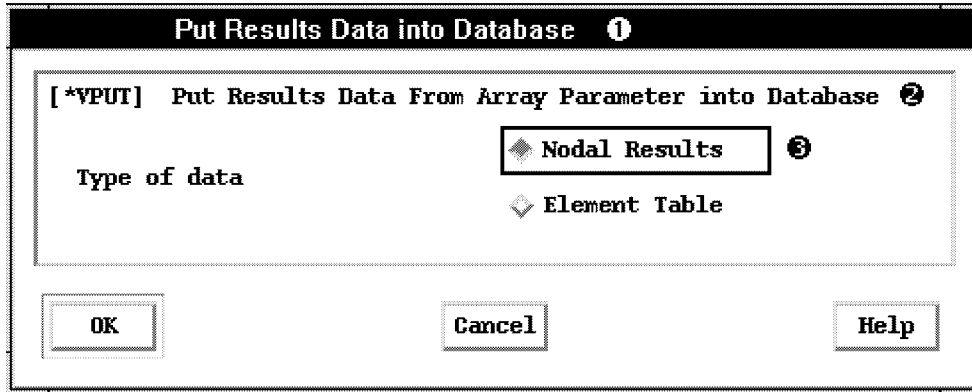 Put Results Data into Database ❶
[*VPUT] Put Results Data From Array Parameter into Database ❷
Nodal Results ❸
Type of data
Element Table
OK Cancel Help